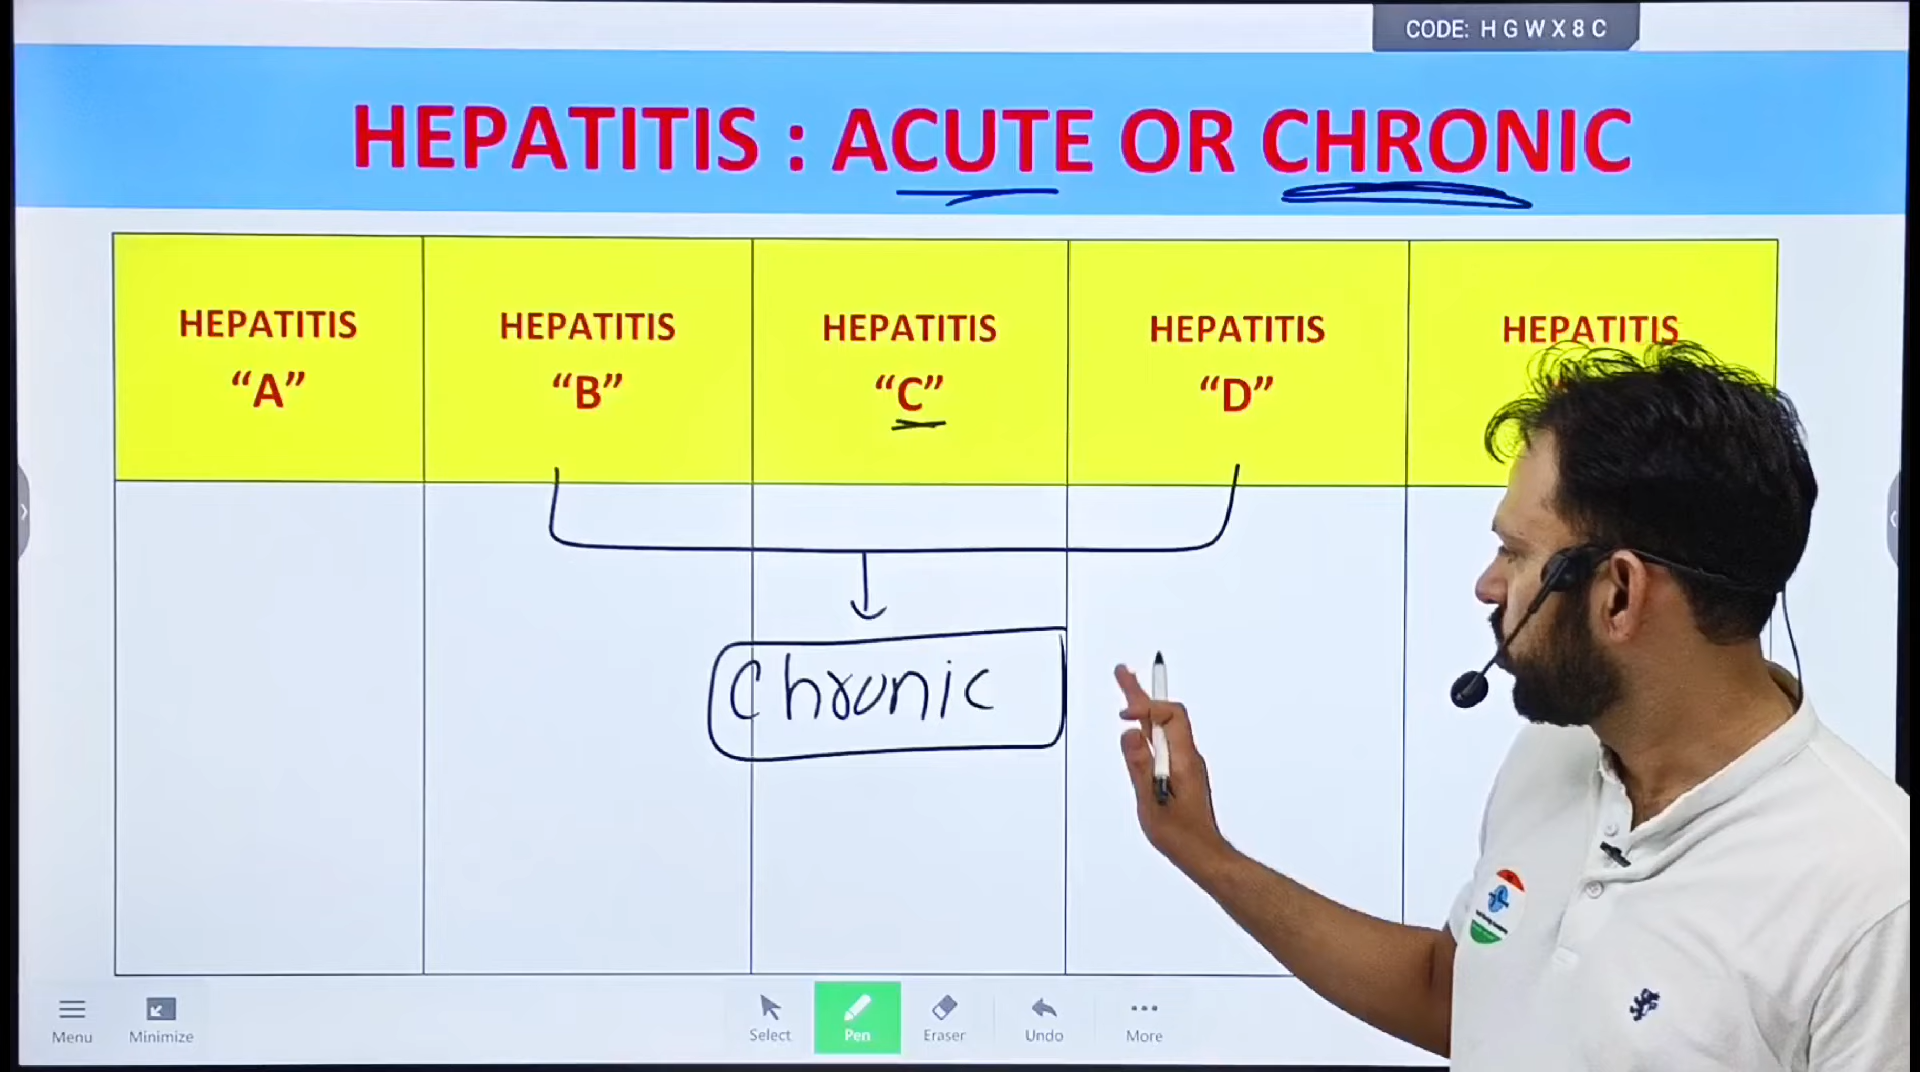 CODE: H G W X 8 C
HEPATITIS : ACUTE OR CHRONIC
HEPATITIS
“A”
HEPATITIS
“B”
HEPATITIS
“C”
HEPATITIS
“D”
HEPATITIS
Chronic
Menu
Minimize
Select
Pen
Eraser
Undo
More